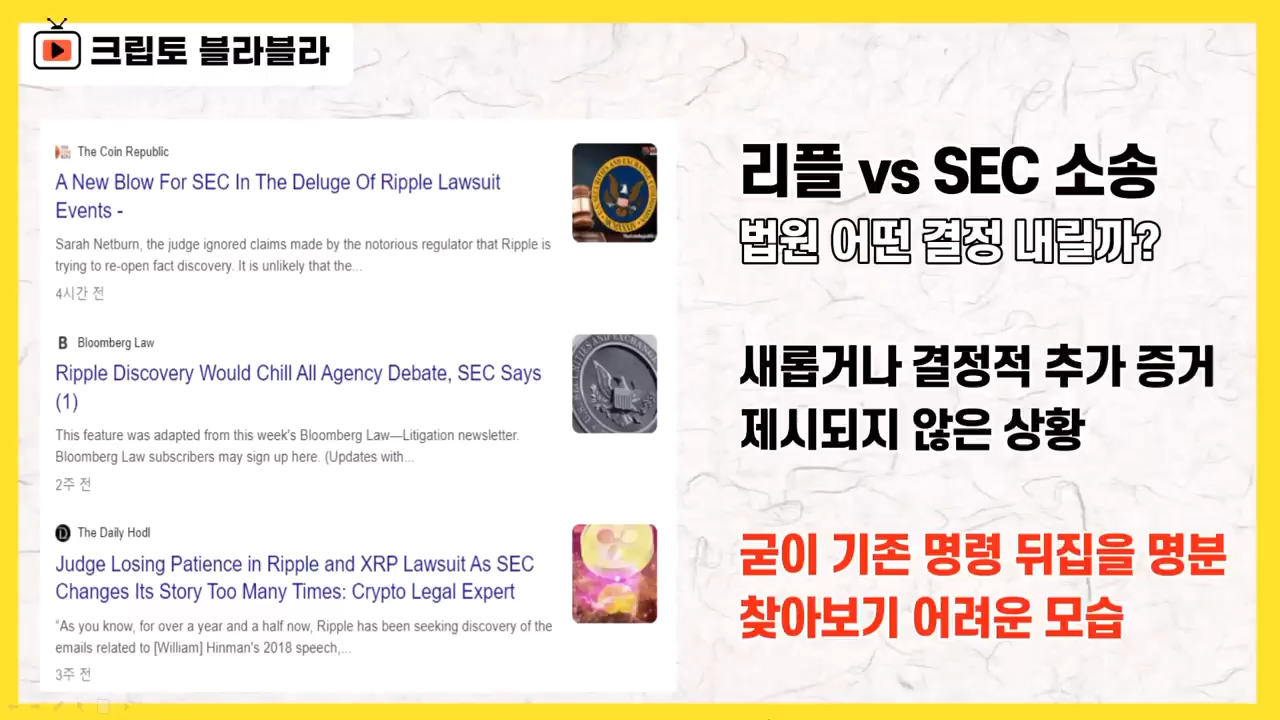 크립토 블라블라
The Coin Republic
A New Blow For SEC In The Deluge Of Ripple Lawsuit
Events -
Sarah Netburn, the judge ignored claims made by the notorious regulator that Ripple is
trying to re-open fact discovery. It is unlikely that the...
4시간 전
B Bloomberg Law
Ripple Discovery Would Chill All Agency Debate, SEC Says
(1)
This feature was adapted from this week's Bloomberg Law—Litigation newsletter.
Bloomberg Law subscribers may sign up here. (Updates with...
2주 전
D The Daily Hodl
Judge Losing Patience in Ripple and XRP Lawsuit As SEC
Changes Its Story Too Many Times: Crypto Legal Expert
“As you know, for over a year and a half now, Ripple has been seeking discovery of the
emails related to [William] Hinman's 2018 speech,...
3주 전
리플 vs SEC 소송
법원 어떤 결정 내릴까?
새롭거나 결정적 추가 증거
제시되지 않은 상황
굳이 기존 명령 뒤집을 명분
찾아보기 어려운 모습